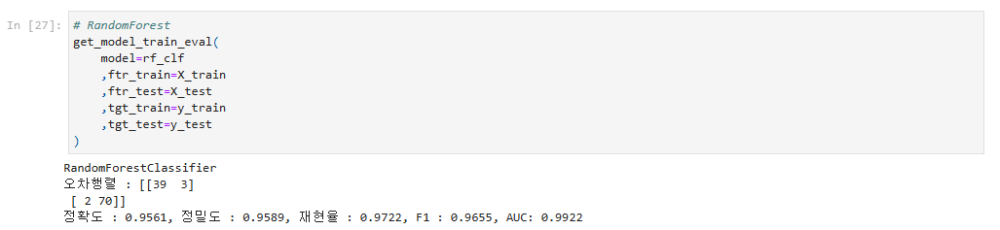 In [27]:
# RandomForest
get_model_train_eval(
    model=rf_clf
    ,ftr_train=X_train
    ,ftr_test=X_test
    ,tgt_train=y_train
    ,tgt_test=y_test
)
RandomForestClassifier
오차행렬 : [[39  3]
 [ 2 70]]
정확도 : 0.9561, 정밀도 : 0.9589, 재현율 : 0.9722, F1 : 0.9655, AUC: 0.9922